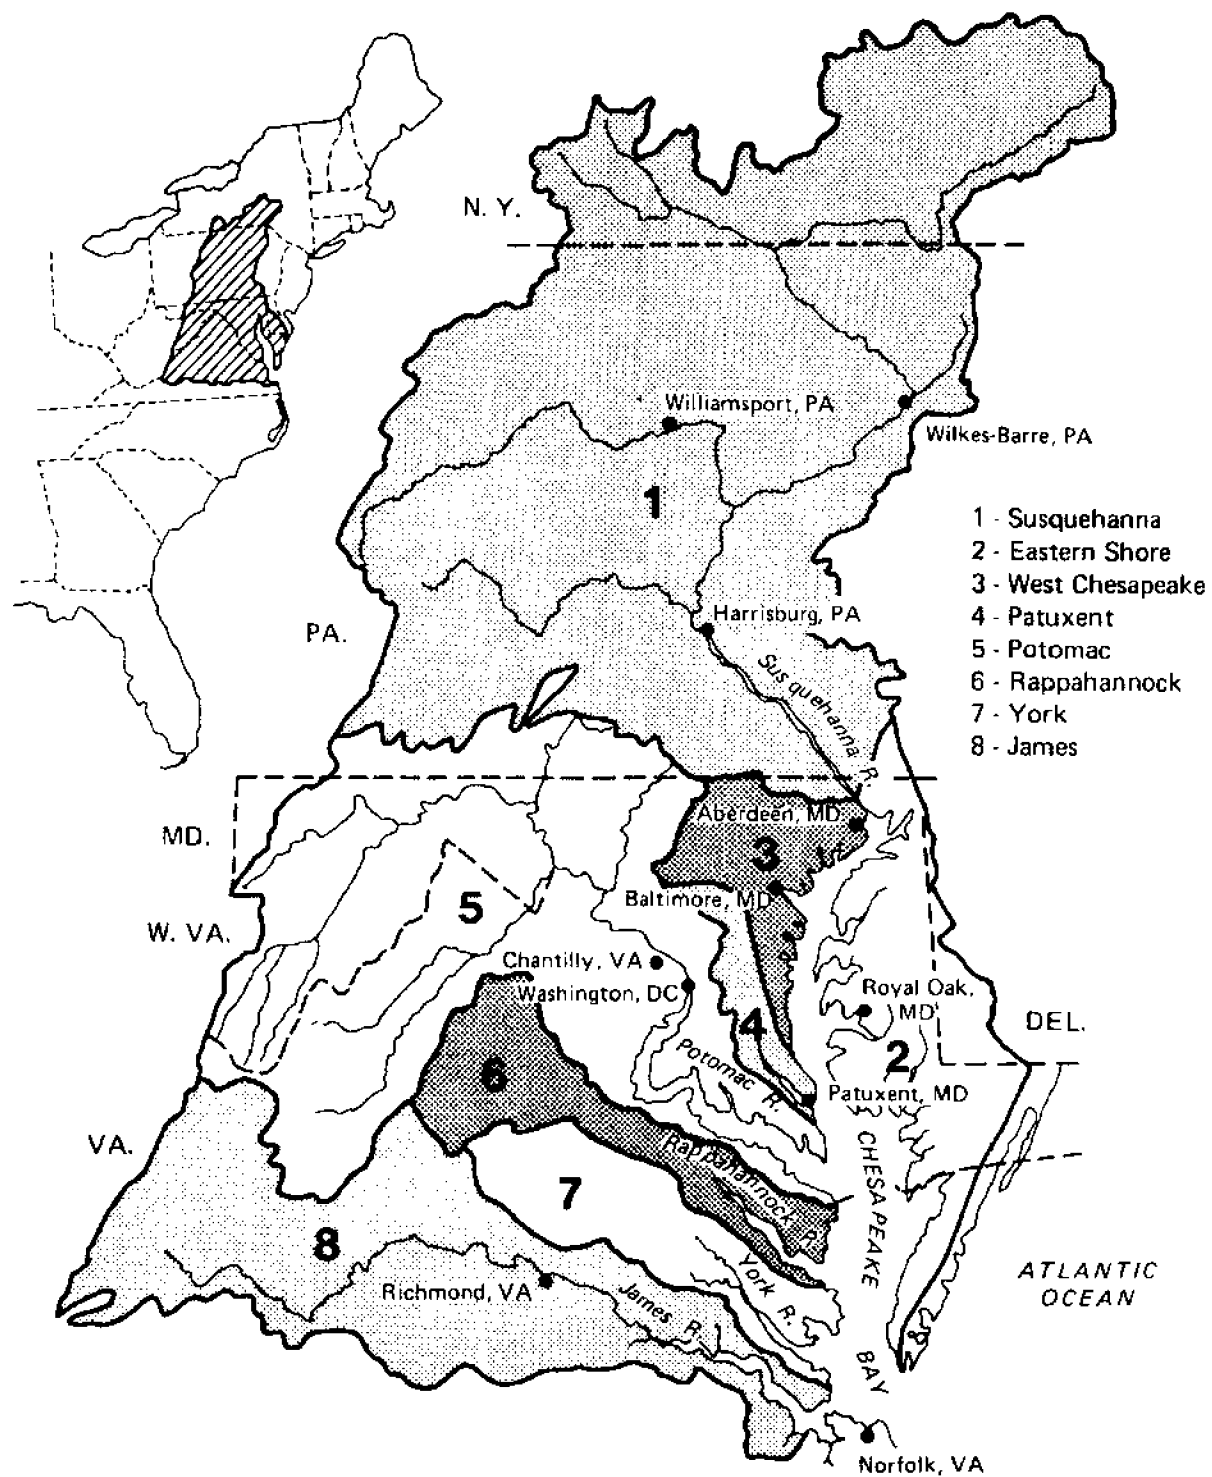 N. Y.
Williamsport, PA
Wilkes-Barre, PA
1
1 - Susquehanna
2 - Eastern Shore
3 - West Chesapeake
4 - Patuxent
5 - Potomac
6 - Rappahannock
7 - York
8 - James
PA.
Harrisburg, PA
Susquehanna R.
MD.
Aberdeen, MD
3
Baltimore, MD
5
W. VA.
Chantilly, VA
Washington, DC
Royal Oak,
MD
DEL.
4
2
6
Potomac R.
Patuxent, MD
VA.
Rappahannock R.
CHESAPEAKE
BAY
7
8
York R.
Richmond, VA
James R.
ATLANTIC
OCEAN
Norfolk, VA